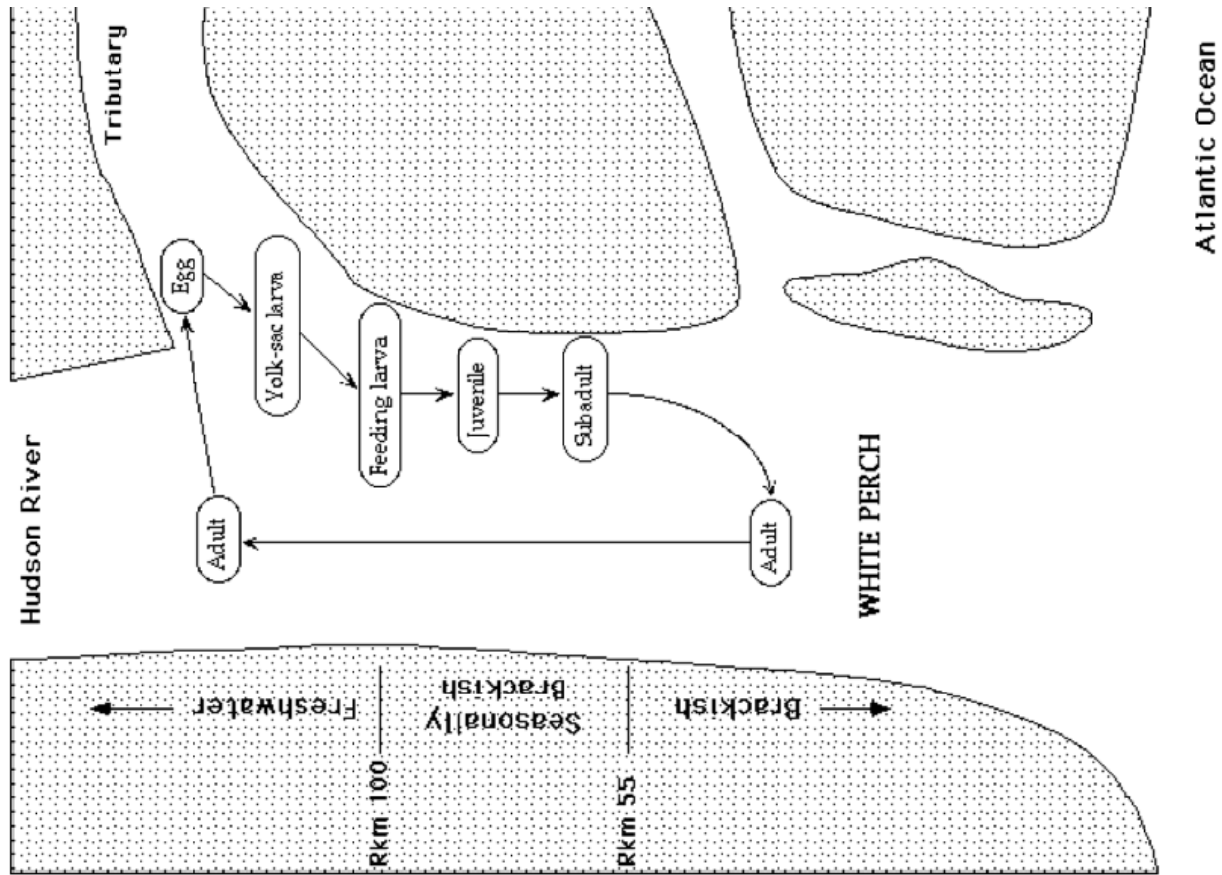 Hudson River
Tributary
Atlantic Ocean
Egg
Yolk-sac larva
Feeding larva
Juvenile
Subadult
Adult
Adult
WHITE PERCH
Freshwater
Seasonally
Brackish
Brackish
Rkm 100
Rkm 55